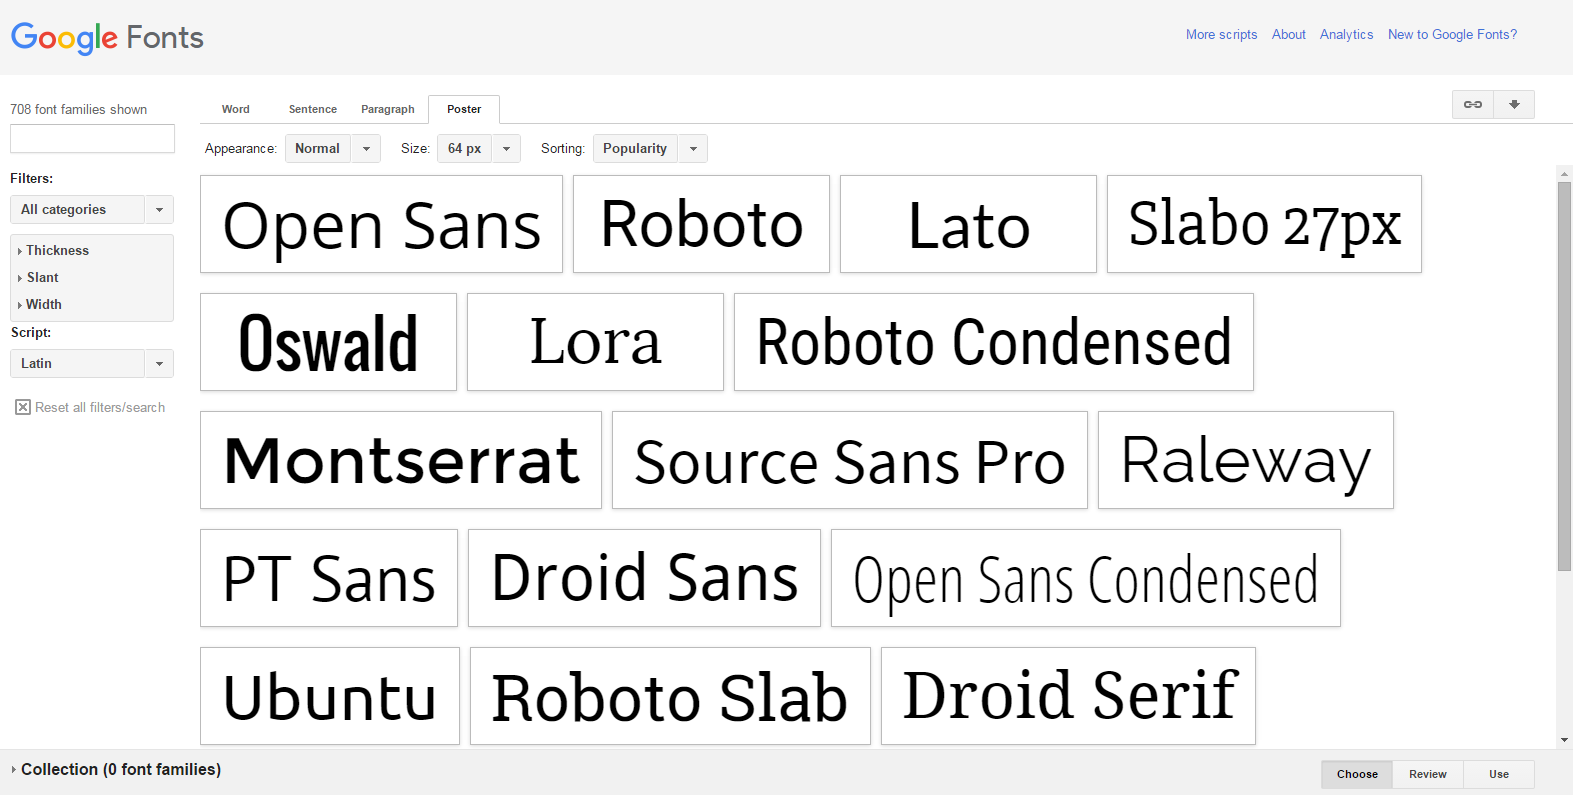 Google Fonts
More scripts About Analytics New to Google Fonts?
708 font families shown
Word Sentence Paragraph Poster
Appearance: Normal Size: 64 px Sorting: Popularity
Filters:
All categories
Thickness
Slant
Width
Script:
Latin
Reset all filters/search
Open Sans Roboto Lato Slabo 27px
Oswald Lora Roboto Condensed
Montserrat Source Sans Pro Raleway
PT Sans Droid Sans Open Sans Condensed
Ubuntu Roboto Slab Droid Serif
Collection (0 font families) Choose Review Use